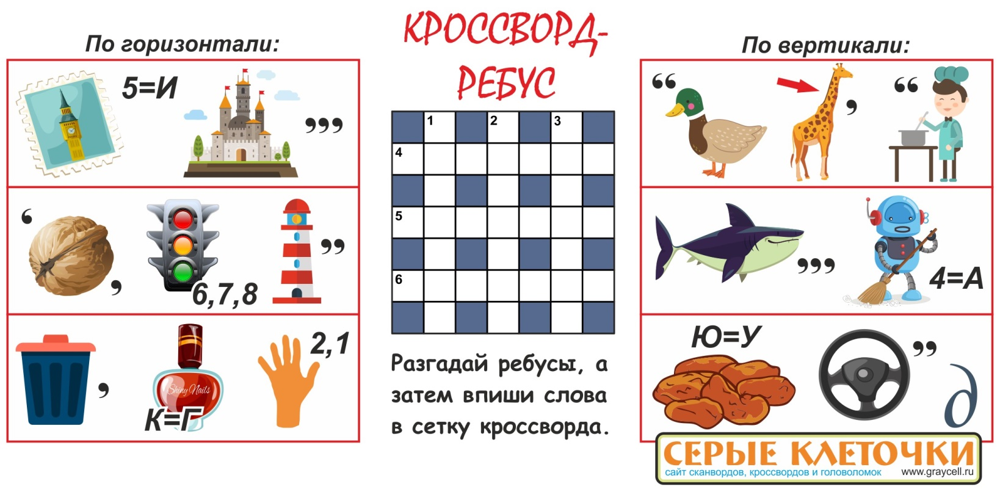 КРОССВОРД-
РЕБУС
По горизонтали:
5=И
,,,
‘
,
6,7,8
,,
,
Shiny Nails
К=Г
2,1
1 2 3
4
5
6
Разгадай ребусы, а
затем впиши слова
в сетку кроссворда.
По вертикали:
“
,
“
,,,
4=А
Ю=У
,,
д
СЕРЫЕ КЛЕТОЧКИ
сайт сканвордов, кроссвордов и головоломок www.graycell.ru